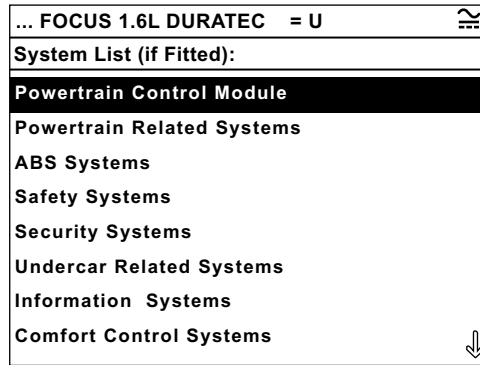 ... FOCUS 1.6L DURATEC = U
System List (if Fitted):
Powertrain Control Module
Powertrain Related Systems
ABS Systems
Safety Systems
Security Systems
Undercar Related Systems
Information Systems
Comfort Control Systems